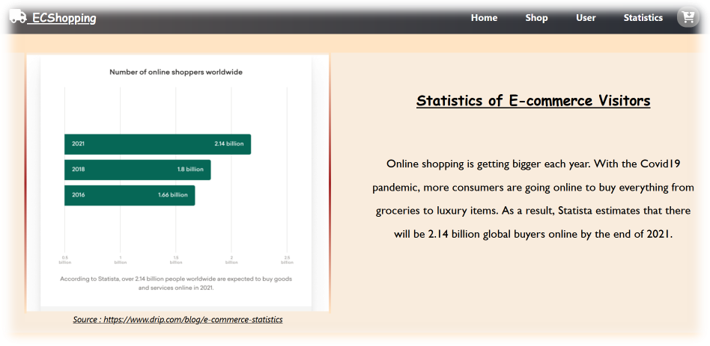 ECShopping
Home Shop User Statistics
Number of online shoppers worldwide
2021 2.14 billion
2018 1.8 billion
2016 1.66 billion
0.5 billion 1 billion 1.5 billion 2 billion 2.5 billion
According to Statista, over 2.14 billion people worldwide are expected to buy goods
and services online in 2021.
Source : https://www.drip.com/blog/e-commerce-statistics
Statistics of E-commerce Visitors
Online shopping is getting bigger each year. With the Covid19
pandemic, more consumers are going online to buy everything from
groceries to luxury items. As a result, Statista estimates that there
will be 2.14 billion global buyers online by the end of 2021.